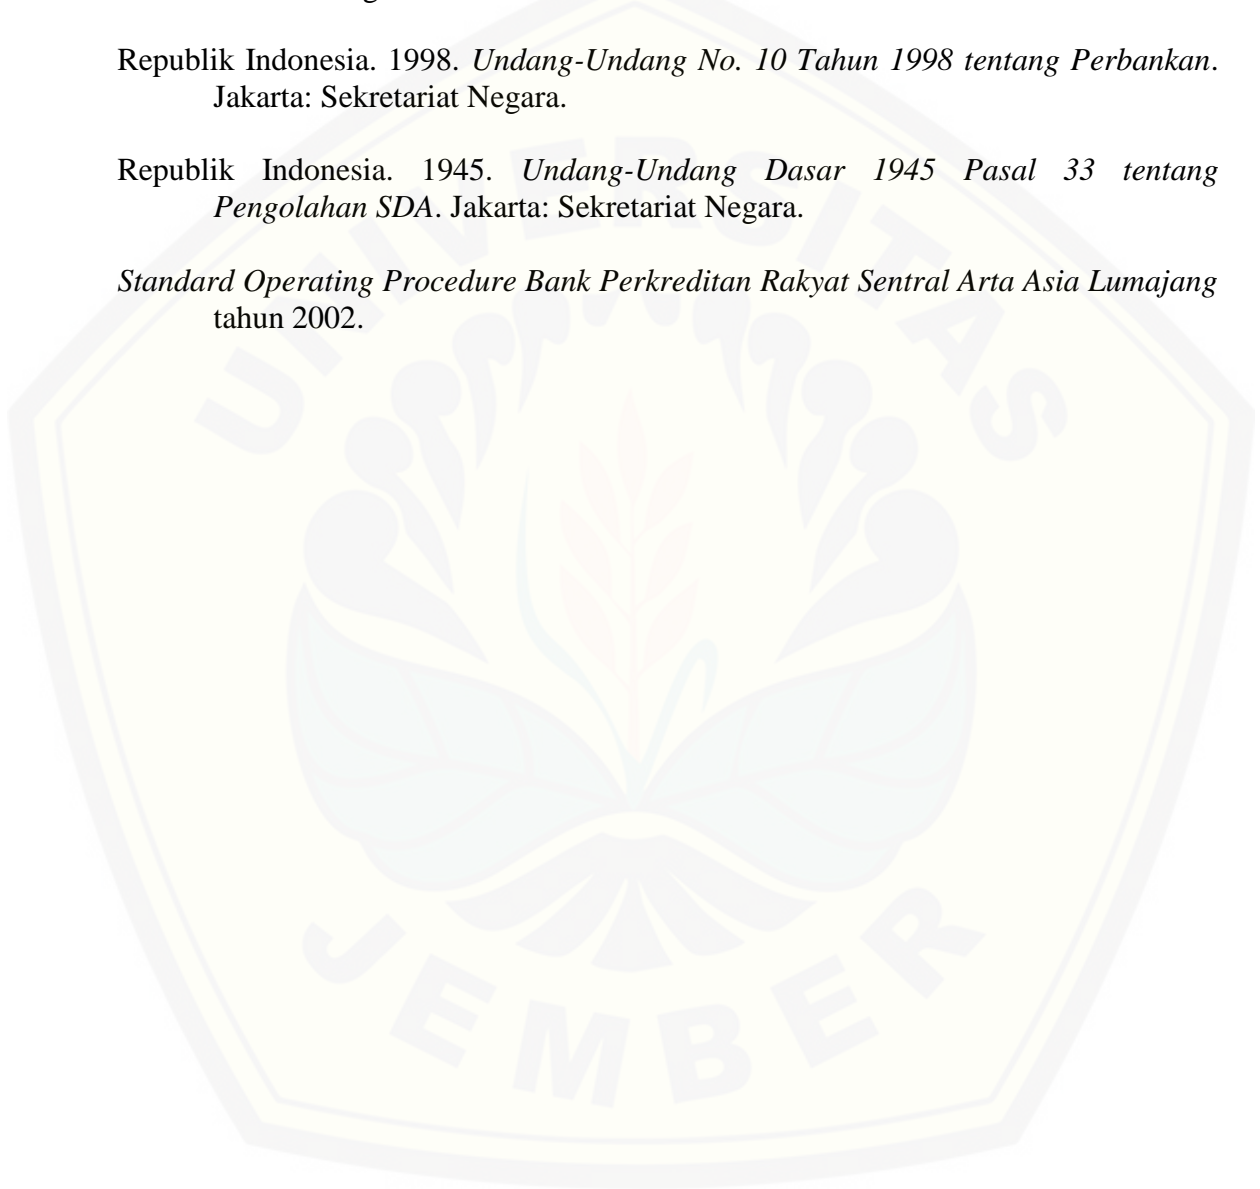 Republik Indonesia. 1998. Undang-Undang No. 10 Tahun 1998 tentang Perbankan.
Jakarta: Sekretariat Negara.
Republik Indonesia. 1945. Undang-Undang Dasar 1945 Pasal 33 tentang
Pengolahan SDA. Jakarta: Sekretariat Negara.
Standard Operating Procedure Bank Perkreditan Rakyat Sentral Arta Asia Lumajang
tahun 2002.
UNIVERSITAS
JEMBER